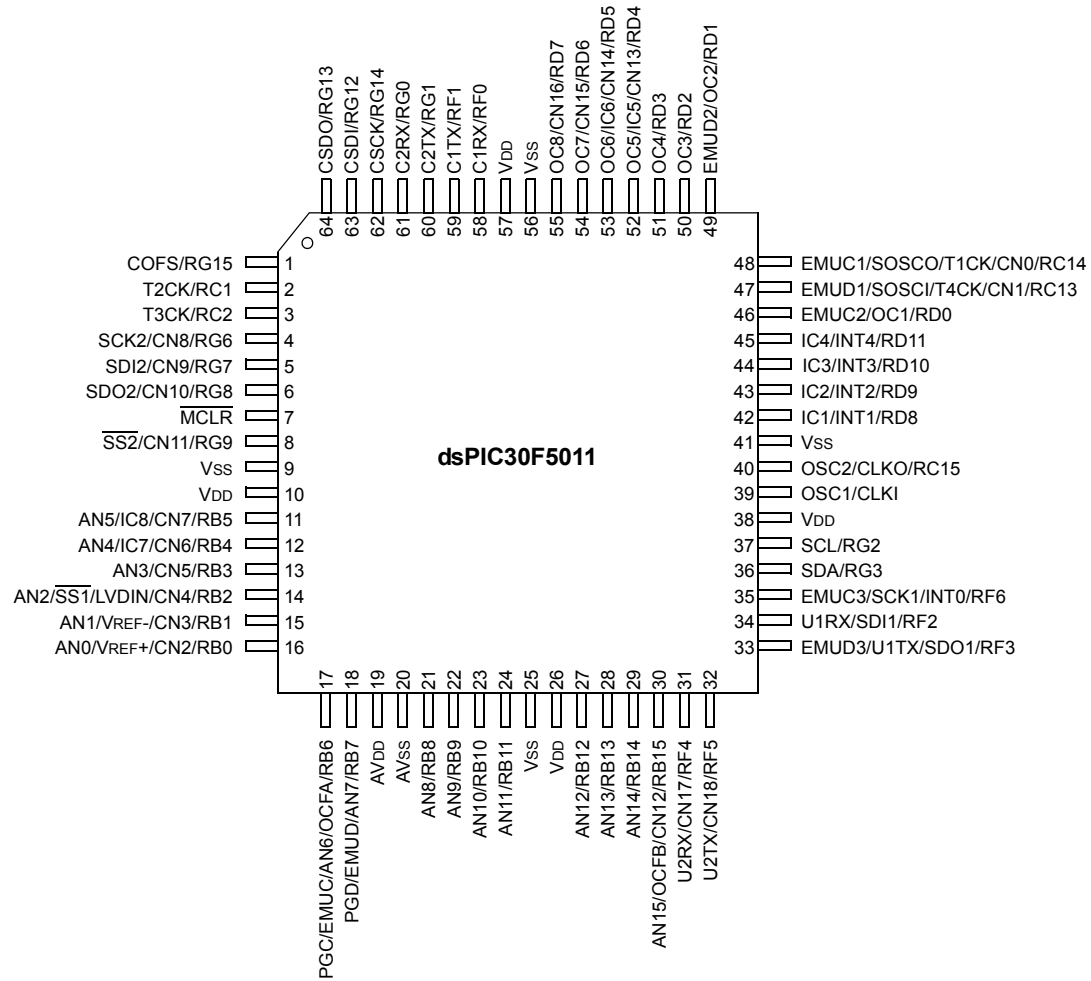 CSDO/RG13
CSDI/RG12
CSCK/RG14
C2RX/RG0
C2TX/RG1
C1TX/RF1
C1RX/RF0
VDD
VSS
OC8/CN16/RD7
OC7/CN15/RD6
OC6/IC6/CN14/RD5
OC5/IC5/CN13/RD4
OC4/RD3
OC3/RD2
EMUD2/OC2/RD1
64 63 62 61 60 59 58 57 56 55 54 53 52 51 50 49
COFS/RG15 1
T2CK/RC1 2
T3CK/RC2 3
SCK2/CN8/RG6 4
SDI2/CN9/RG7 5
SDO2/CN10/RG8 6
MCLR 7
SS2/CN11/RG9 8
VSS 9
VDD 10
AN5/IC8/CN7/RB5 11
AN4/IC7/CN6/RB4 12
AN3/CN5/RB3 13
AN2/SS1/LVDIN/CN4/RB2 14
AN1/VREF-/CN3/RB1 15
AN0/VREF+/CN2/RB0 16
dsPIC30F5011
48 EMUC1/SOSCO/T1CK/CN0/RC14
47 EMUD1/SOSCI/T4CK/CN1/RC13
46 EMUC2/OC1/RD0
45 IC4/INT4/RD11
44 IC3/INT3/RD10
43 IC2/INT2/RD9
42 IC1/INT1/RD8
41 VSS
40 OSC2/CLKO/RC15
39 OSC1/CLKI
38 VDD
37 SCL/RG2
36 SDA/RG3
35 EMUC3/SCK1/INT0/RF6
34 U1RX/SDI1/RF2
33 EMUD3/U1TX/SDO1/RF3
17 18 19 20 21 22 23 24 25 26 27 28 29 30 31 32
PGC/EMUC/AN6/OCFA/RB6
PGD/EMUD/AN7/RB7
AVDD
AVSS
AN8/RB8
AN9/RB9
AN10/RB10
AN11/RB11
VSS
VDD
AN12/RB12
AN13/RB13
AN14/RB14
AN15/OCFB/CN12/RB15
U2RX/CN17/RF4
U2TX/CN18/RF5